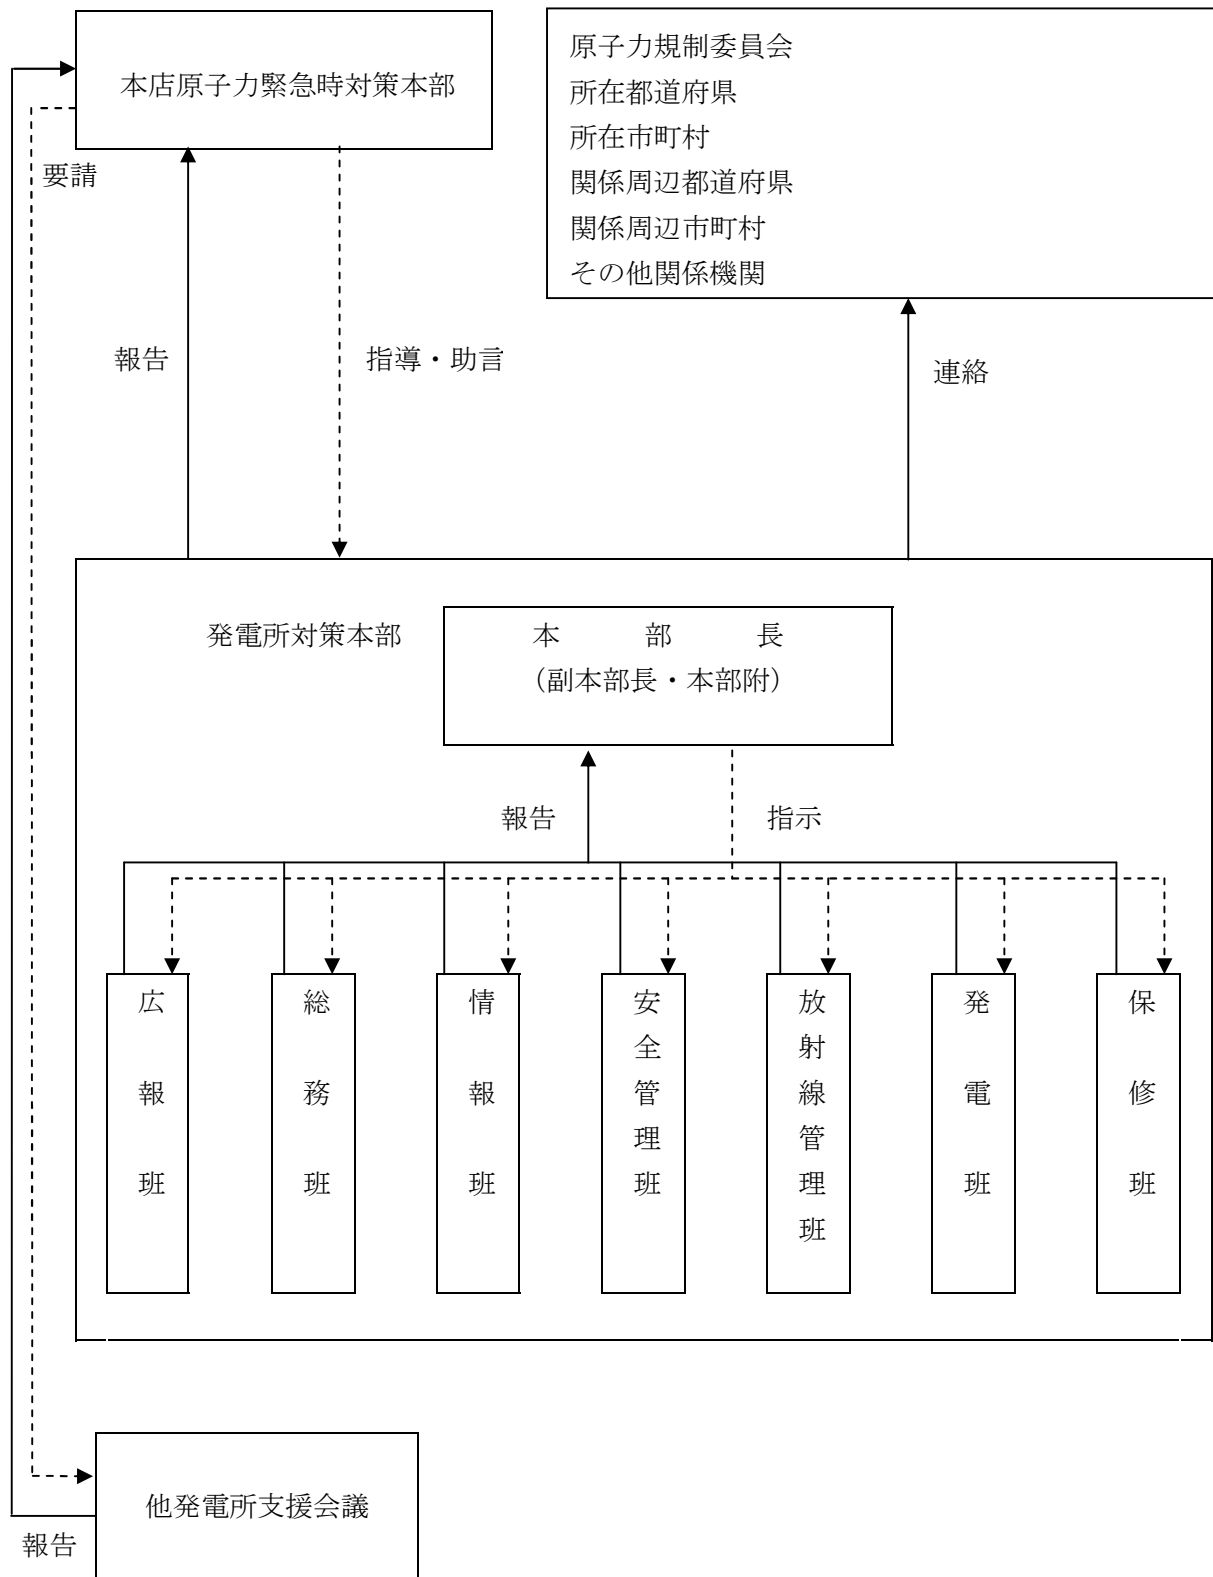 本店原子力緊急時対策本部
原子力規制委員会
所在都道府県
所在市町村
関係周辺都道府県
関係周辺市町村
その他関係機関
要請
報告
指導・助言
連絡
発電所対策本部
本部長
（副本部長・本部附）
報告
指示
広報班
総務班
情報班
安全管理班
放射線管理班
発電班
保修班
他発電所支援会議
報告